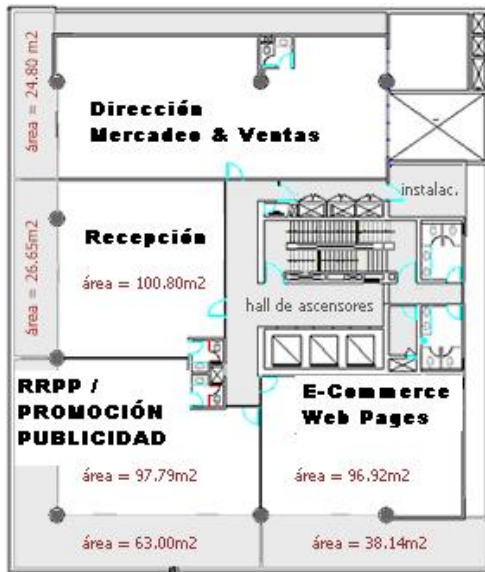 área = 24.80 m2
Dirección
Mercadeo & Ventas
instalac.
Recepción
área = 26.65m2
área = 100.80m2
hall de ascensores
RRPP /
PROMOCIÓN
PUBLICIDAD
E-Commerce
Web Pages
área = 97.79m2
área = 96.92m2
área = 63.00m2
área = 38.14m2